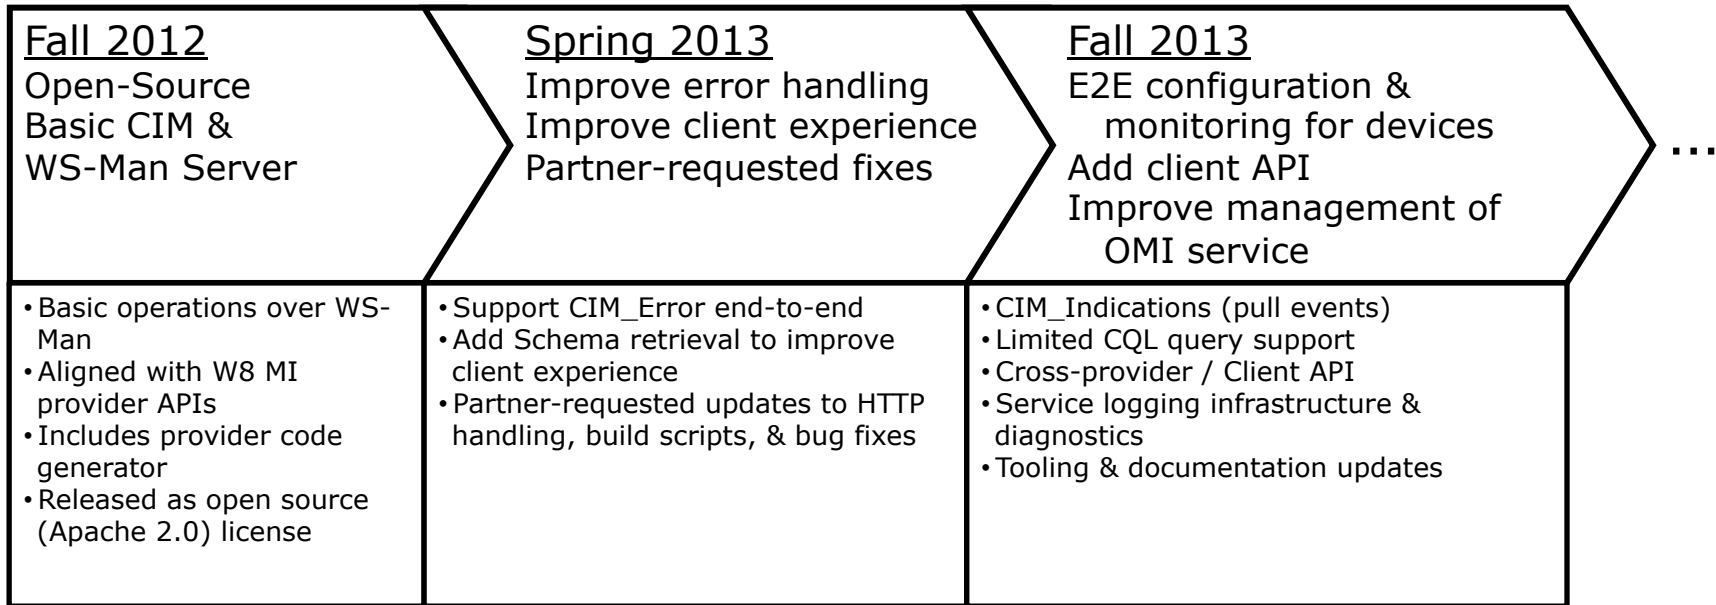 Fall 2012
Open-Source
Basic CIM &
WS-Man Server
Spring 2013
Improve error handling
Improve client experience
Partner-requested fixes
Fall 2013
E2E configuration &
monitoring for devices
Add client API
Improve management of
OMI service
...
• Basic operations over WS-
Man
• Aligned with W8 MI
provider APIs
• Includes provider code
generator
• Released as open source
(Apache 2.0) license
• Support CIM_Error end-to-end
• Add Schema retrieval to improve
client experience
• Partner-requested updates to HTTP
handling, build scripts, & bug fixes
• CIM_Indications (pull events)
• Limited CQL query support
• Cross-provider / Client API
• Service logging infrastructure &
diagnostics
• Tooling & documentation updates